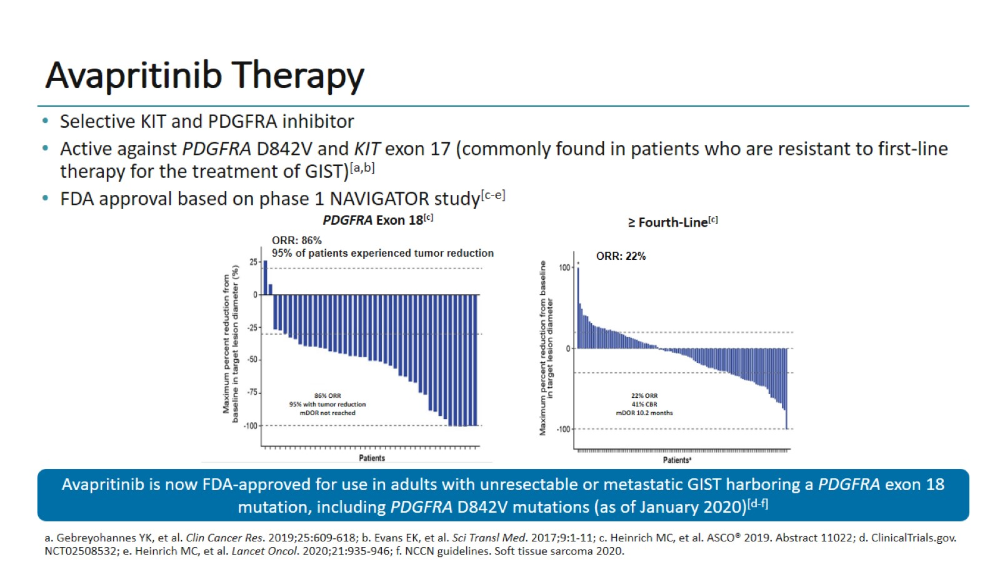 Avapritinib Therapy
• Selective KIT and PDGFRA inhibitor
• Active against PDGFRA D842V and KIT exon 17 (commonly found in patients who are resistant to first-line
therapy for the treatment of GIST)[a,b]
• FDA approval based on phase 1 NAVIGATOR study[c-e]
PDGFRA Exon 18[c]
ORR: 86%
95% of patients experienced tumor reduction
Maximum percent reduction from
baseline in target lesion diameter (%)
25
0
-25
-50
-75
-100
86% ORR
95% with tumor reduction
mDOR not reached
Patients
≥ Fourth-Line[c]
ORR: 22%
Maximum percent reduction from baseline
in target lesion diameter
100
*
0
-100
22% ORR
41% CBR
mDOR 10.2 months
Patientsª
Avapritinib is now FDA-approved for use in adults with unresectable or metastatic GIST harboring a PDGFRA exon 18
mutation, including PDGFRA D842V mutations (as of January 2020)[d-f]
a. Gebreyohannes YK, et al. Clin Cancer Res. 2019;25:609-618; b. Evans EK, et al. Sci Transl Med. 2017;9:1-11; c. Heinrich MC, et al. ASCO® 2019. Abstract 11022; d. ClinicalTrials.gov.
NCT02508532; e. Heinrich MC, et al. Lancet Oncol. 2020;21:935-946; f. NCCN guidelines. Soft tissue sarcoma 2020.